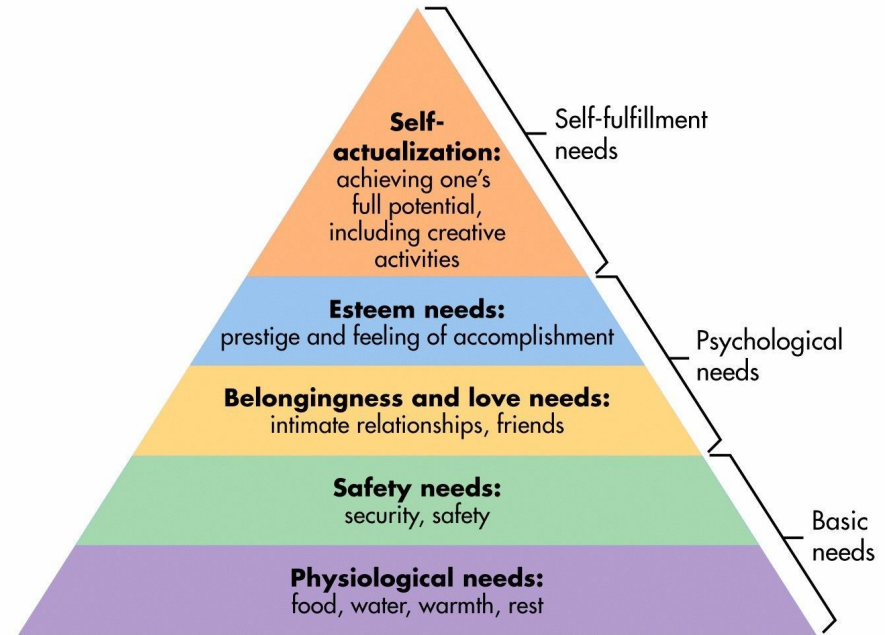 Self-
actualization:
achieving one's
full potential,
including creative
activities
Self-fulfillment
needs
Esteem needs:
prestige and feeling of accomplishment
Psychological
needs
Belongingness and love needs:
intimate relationships, friends
Safety needs:
security, safety
Basic
needs
Physiological needs:
food, water, warmth, rest